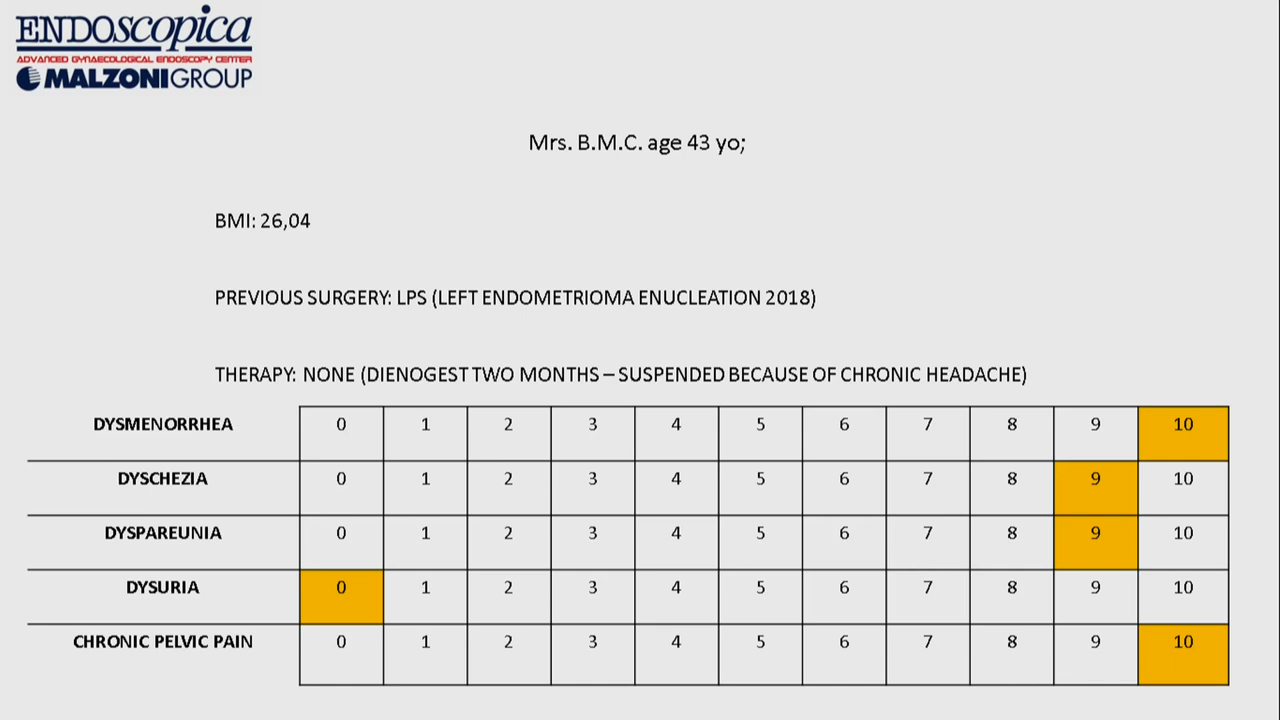 ENDOscopica
ADVANCED GYNAECOLOGICAL ENDOSCOPY CENTER
MALZONIGROUP
Mrs. B.M.C. age 43 yo;
BMI: 26,04
PREVIOUS SURGERY: LPS (LEFT ENDOMETRIOMA ENUCLEATION 2018)
THERAPY: NONE (DIENOGEST TWO MONTHS – SUSPENDED BECAUSE OF CHRONIC HEADACHE)
DYSMENORRHEA 0 1 2 3 4 5 6 7 8 9 10
DYSCHEZIA 0 1 2 3 4 5 6 7 8 9 10
DYSPAREUNIA 0 1 2 3 4 5 6 7 8 9 10
DYSURIA 0 1 2 3 4 5 6 7 8 9 10
CHRONIC PELVIC PAIN 0 1 2 3 4 5 6 7 8 9 10